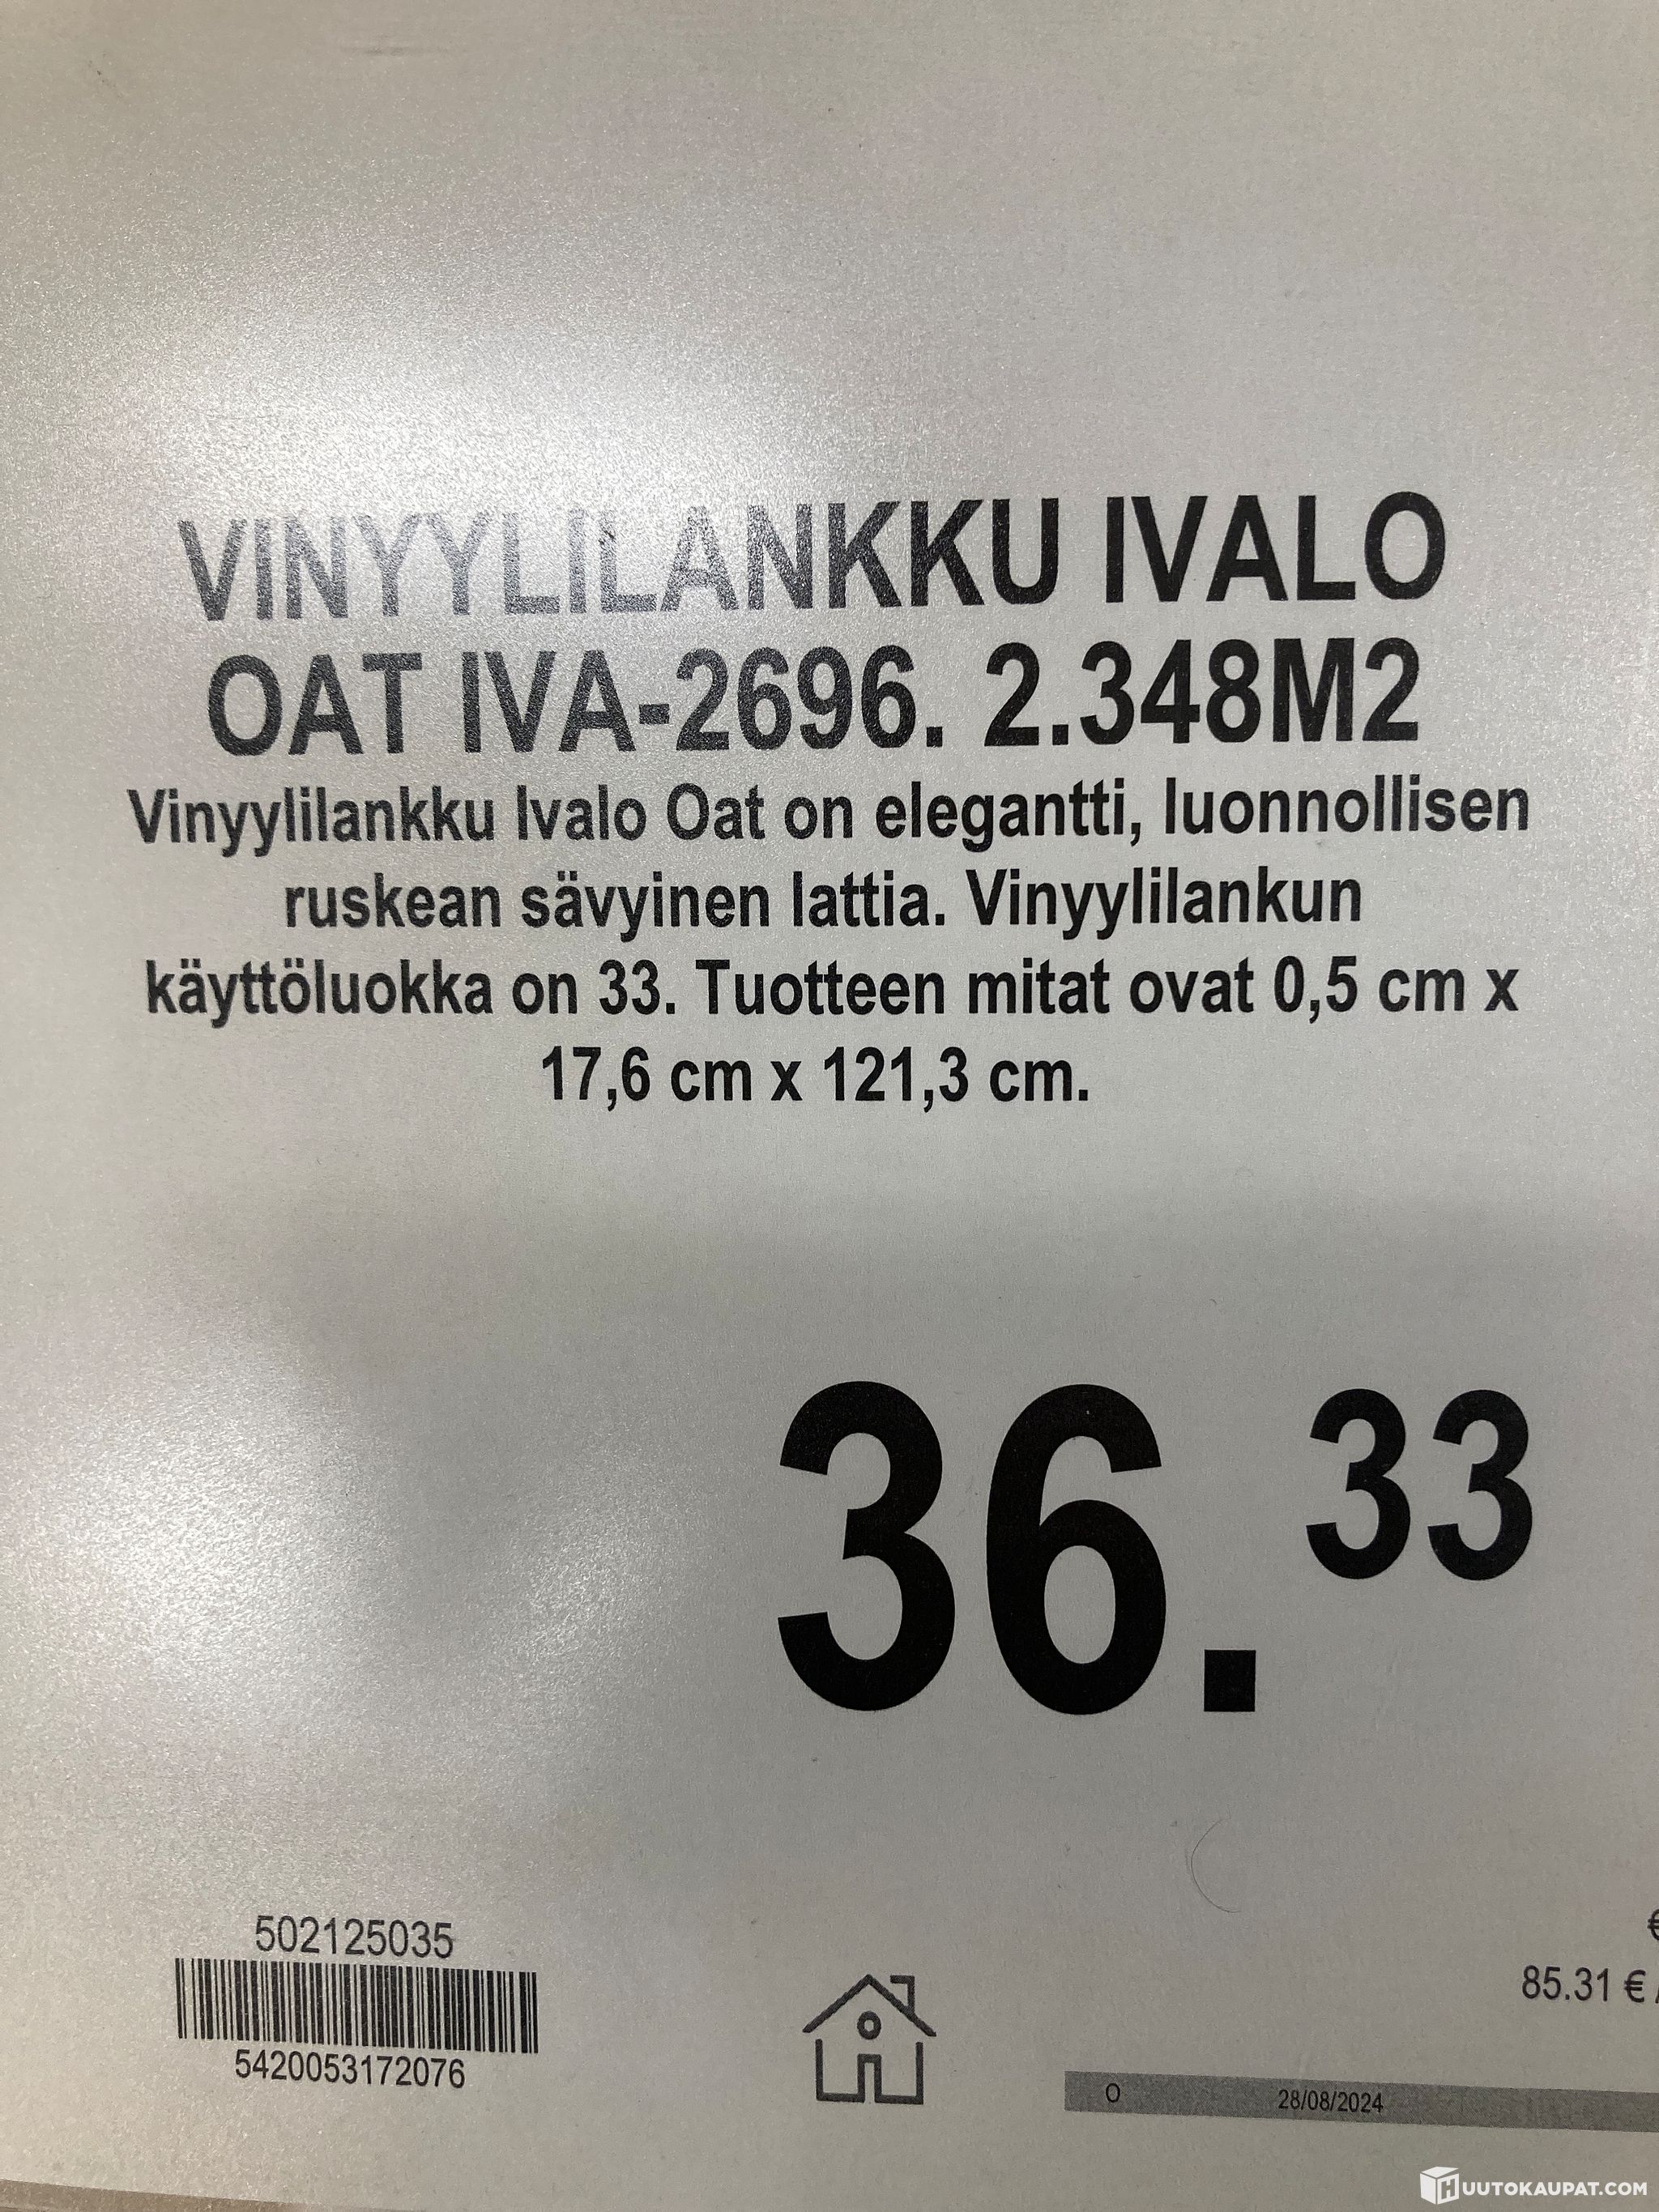 VINYYLILANKKU IVALO
OAT IVA-2696. 2.348M2
Vinyylilankku Ivalo Oat on elegantti, luonnollisen
ruskean sävyinen lattia. Vinyylilankun
käyttöluokka on 33. Tuotteen mitat ovat 0,5 cm x
17,6 cm x 121,3 cm.
36.33
502125035
5420053172076
€
85.31 € /
O 28/08/2024
HUUTOKAUPAT.COM